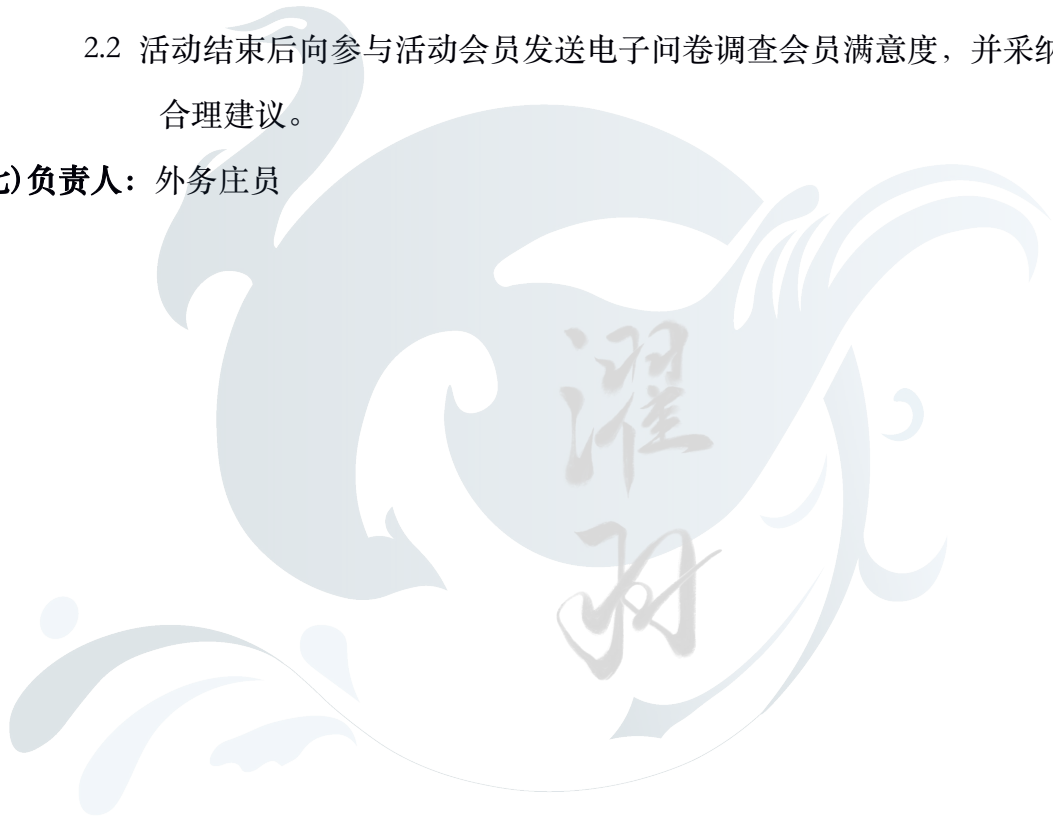 2.2 活动结束后向参与活动会员发送电子问卷调查会员满意度，并采纳
合理建议。
七)负责人：外务庄员
濯
羽